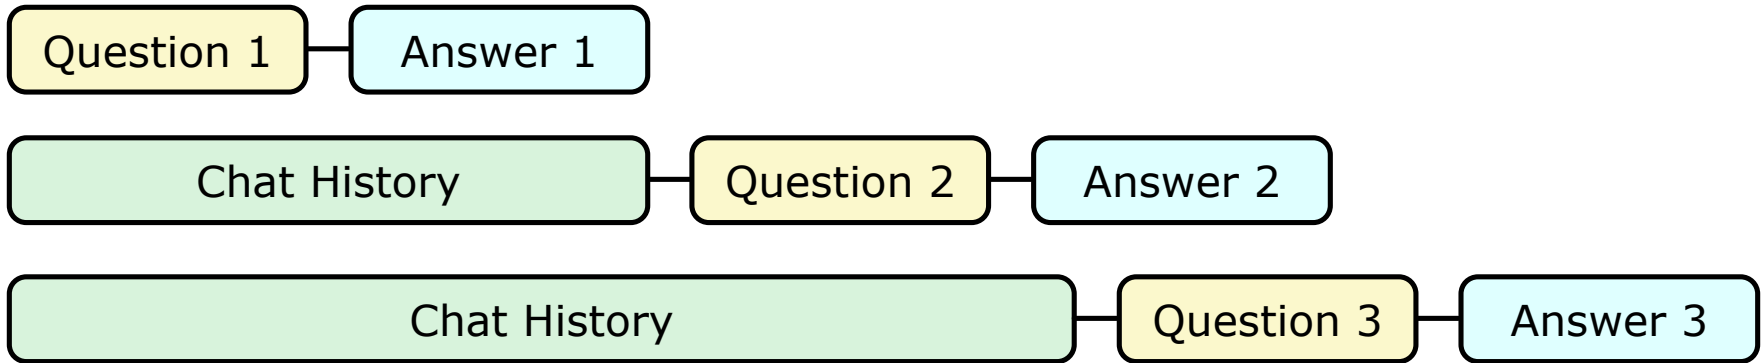 Question 1 Answer 1
Chat History Question 2 Answer 2
Chat History Question 3 Answer 3